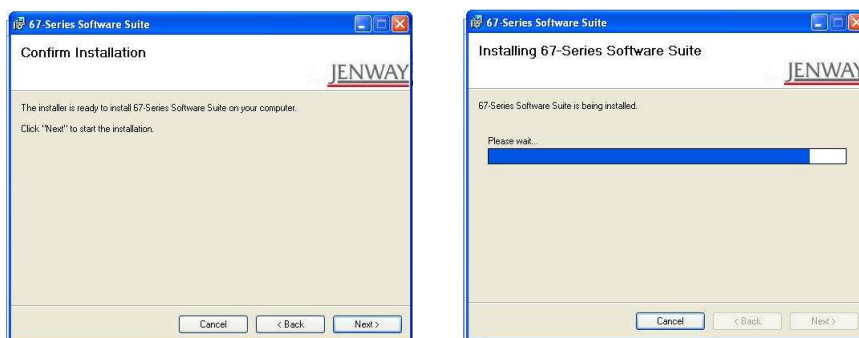 67-Series Software Suite
Confirm Installation
JENWAY
The installer is ready to install 67-Series Software Suite on your computer.
Click "Next" to start the installation.
Cancel
< Back
Next >
67-Series Software Suite
Installing 67-Series Software Suite
JENWAY
67-Series Software Suite is being installed.
Please wait...
Cancel
< Back
Next >